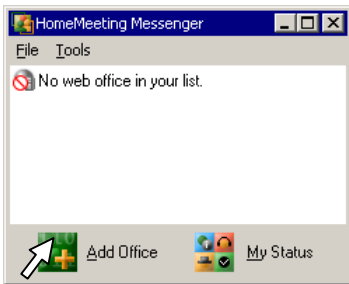 HomeMeeting Messenger
File Tools
No web office in your list.
Add Office My Status